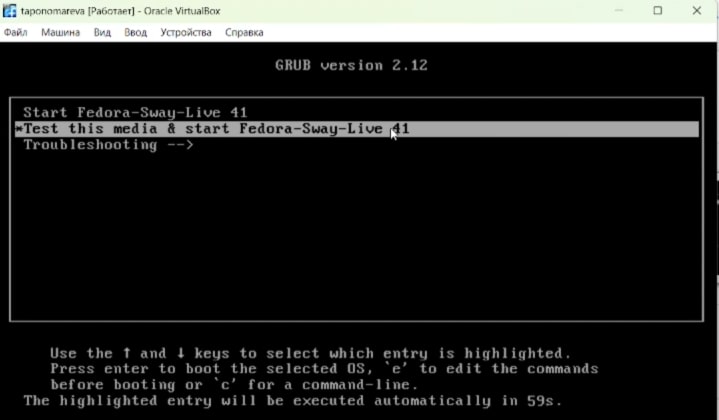 taponomareva [Работает] - Oracle VirtualBox
Файл Машина Вид Ввод Устройства Справка
GRUB version 2.12
Start Fedora-Sway-Live 41
*Test this media & start Fedora-Sway-Live 41
Troubleshooting -->
Use the ↑ and ↓ keys to select which entry is highlighted.
Press enter to boot the selected OS, `e' to edit the commands
before booting or `c' for a command-line.
The highlighted entry will be executed automatically in 59s.